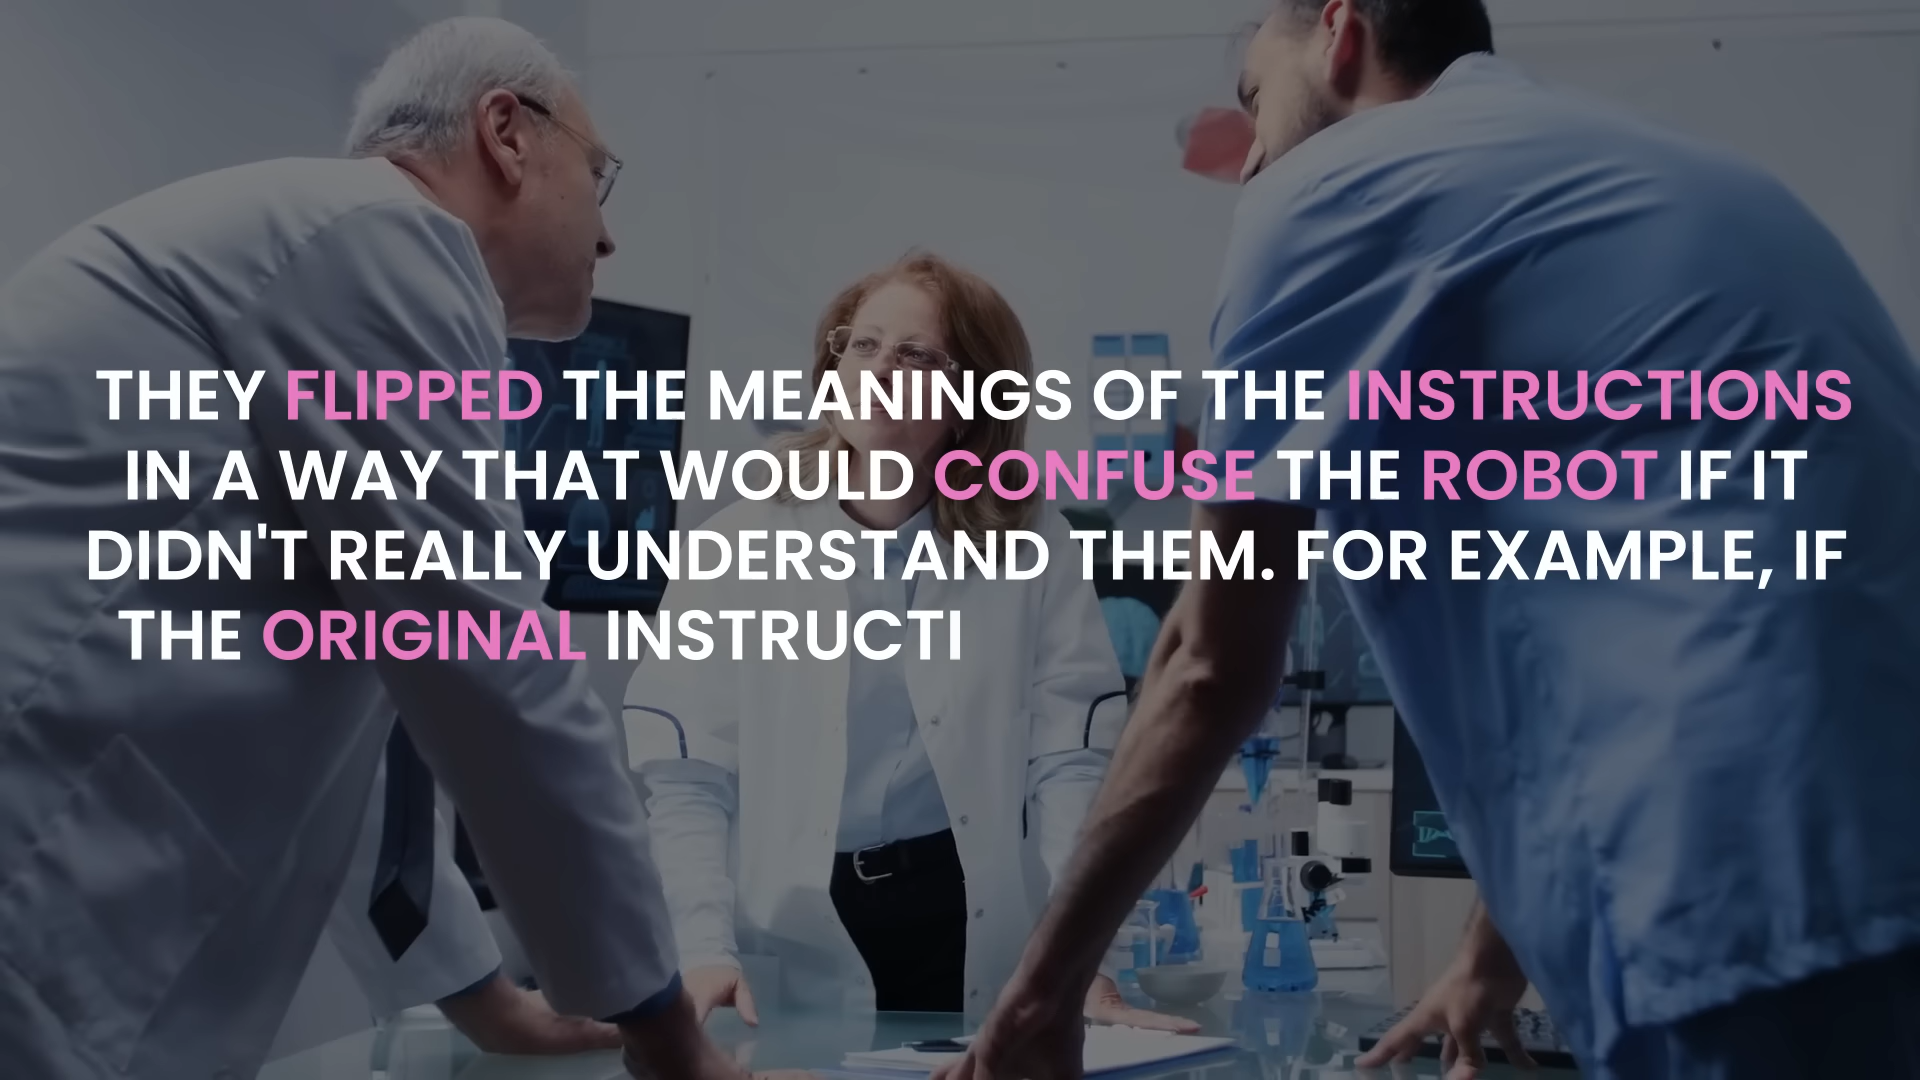 THEY FLIPPED THE MEANINGS OF THE INSTRUCTIONS
IN A WAY THAT WOULD CONFUSE THE ROBOT IF IT
DIDN'T REALLY UNDERSTAND THEM. FOR EXAMPLE, IF
THE ORIGINAL INSTRUCTI